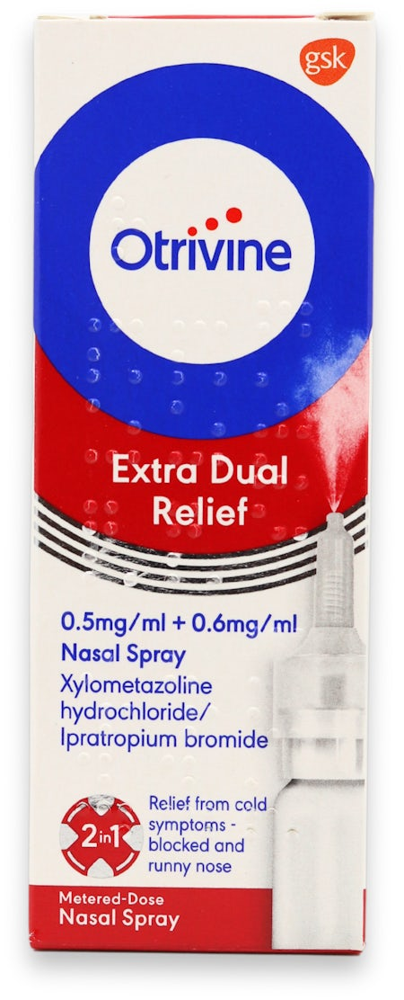 gsk
Otrivine
Extra Dual
Relief
0.5mg/ml + 0.6mg/ml
Nasal Spray
Xylometazoline
hydrochloride/
Ipratropium bromide
2in1
Relief from cold
symptoms -
blocked and
runny nose
Metered-Dose
Nasal Spray